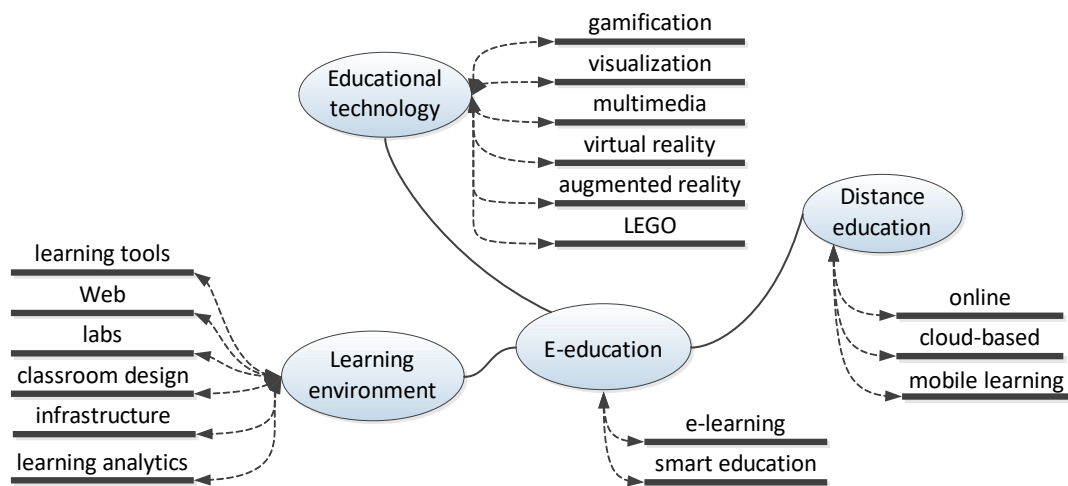 gamification
visualization
multimedia
virtual reality
augmented reality
LEGO
Educational
technology
Distance
education
online
cloud-based
mobile learning
learning tools
Web
labs
classroom design
infrastructure
learning analytics
Learning
environment
E-education
e-learning
smart education